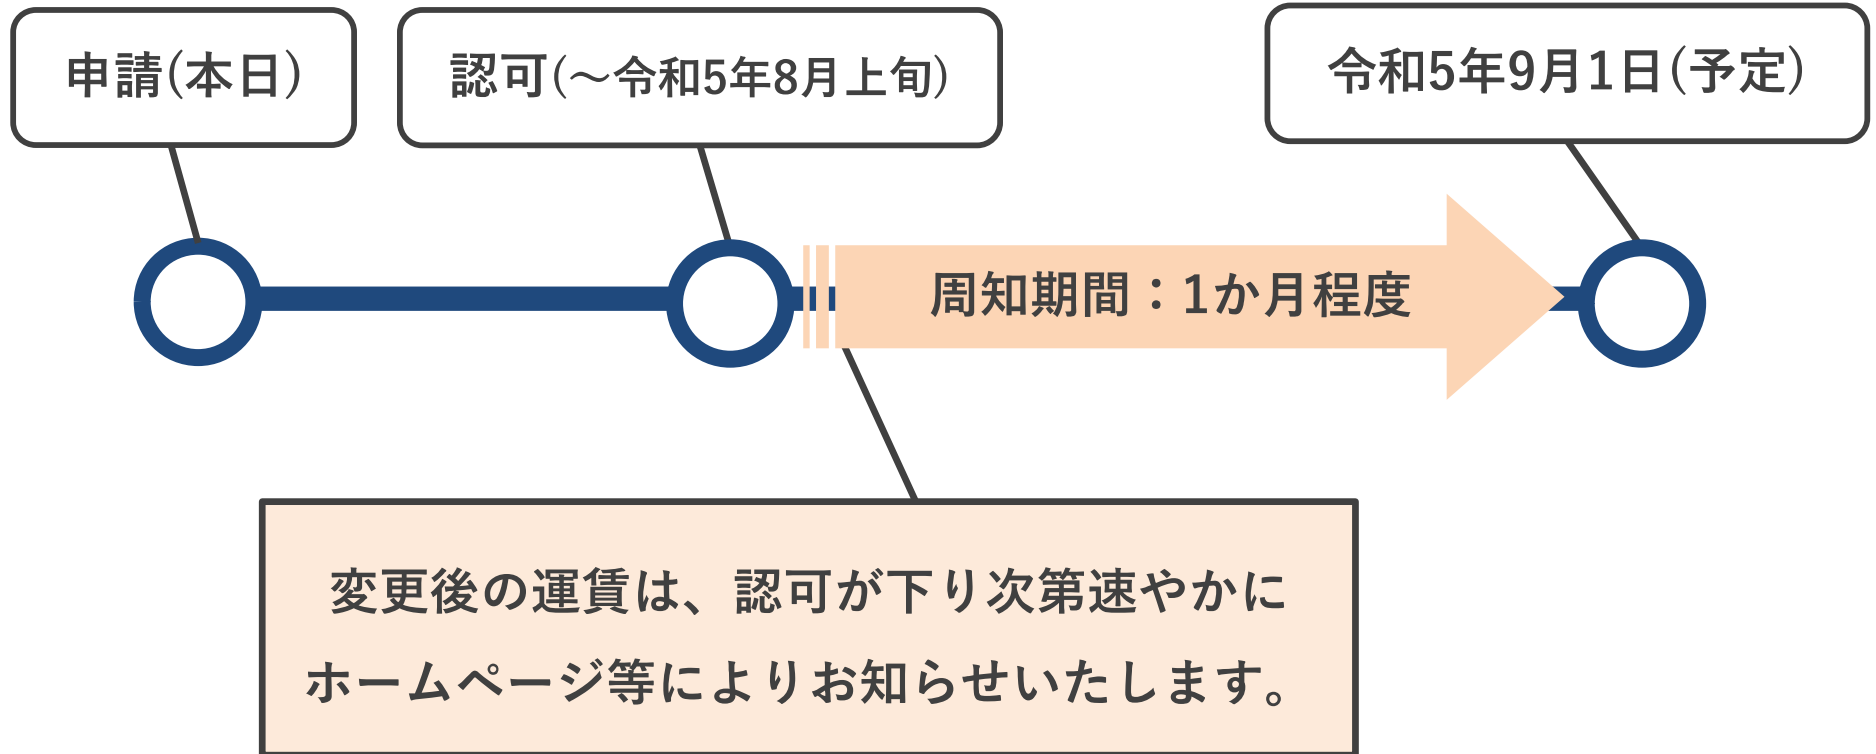 申請(本日)
認可(～令和5年8月上旬)
令和5年9月1日(予定)
周知期間：1か月程度
変更後の運賃は、認可が下り次第速やかに
ホームページ等によりお知らせいたします。